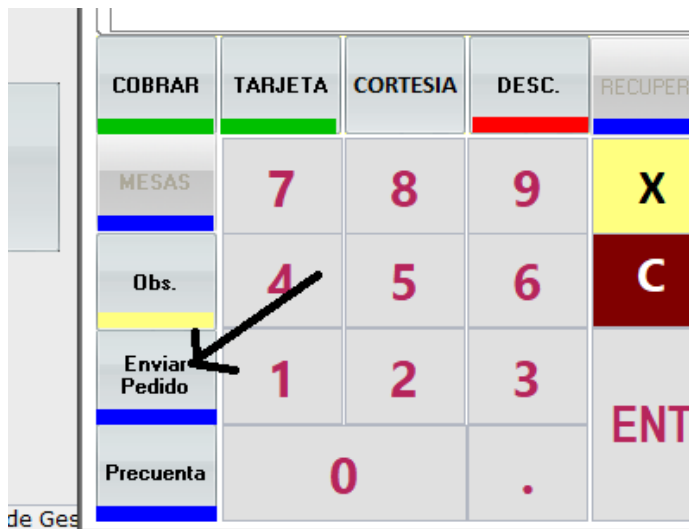 COBRAR TARJETA CORTESIA DESC. RECUPER
MESAS 7 8 9 X
Obs. 4 5 6 C
Enviar
Pedido 1 2 3
ENT
Precuenta 0 .
de Ges